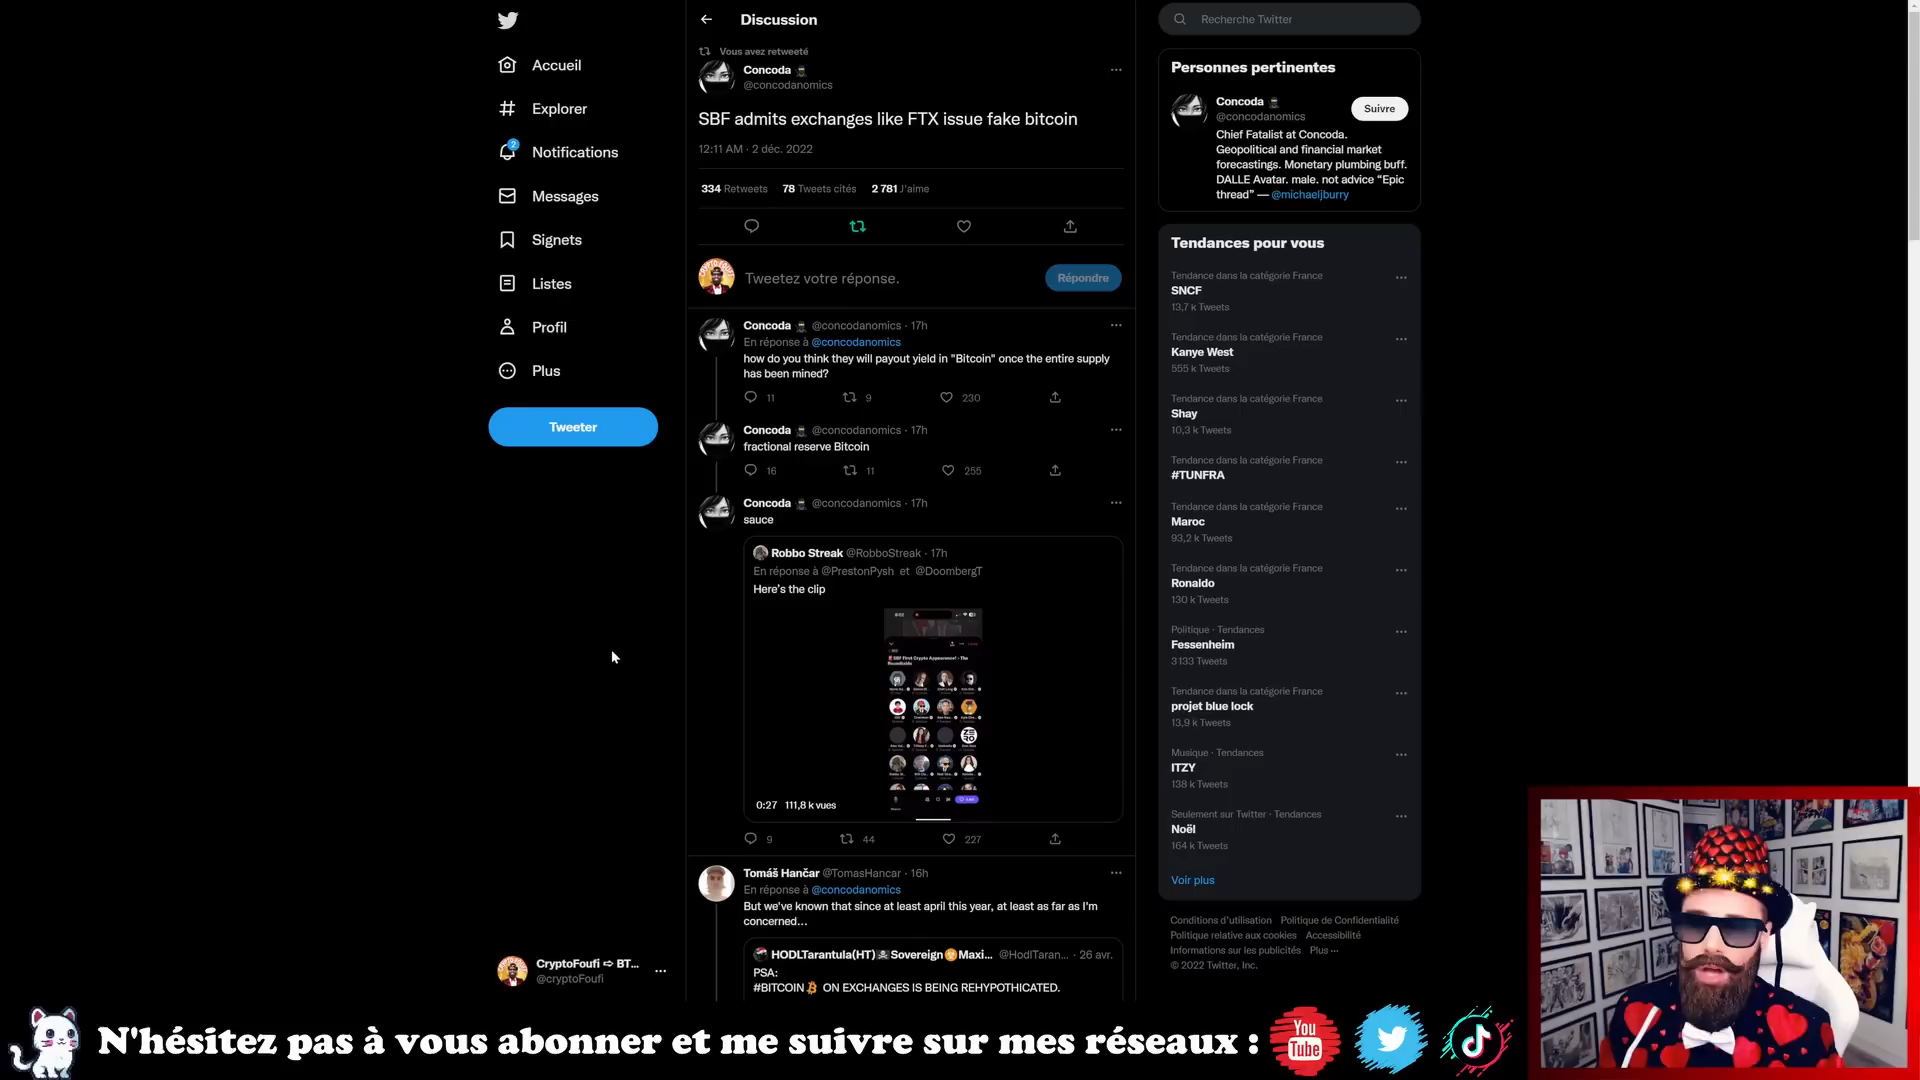 Accueil
Explorer
2
Notifications
Messages
Signets
Listes
Profil
Plus
Tweeter
CryptoFoufi ➪ BT...
@cryptoFoufi
Discussion
Vous avez retweeté
Concoda
@concodanomics
SBF admits exchanges like FTX issue fake bitcoin
12:11 AM · 2 déc. 2022
334 Retweets 78 Tweets cités 2 781 J'aime
Tweetez votre réponse.
Répondre
Concoda @concodanomics · 17h
En réponse à @concodanomics
how do you think they will payout yield in "Bitcoin" once the entire supply
has been mined?
11 9 230
Concoda @concodanomics · 17h
fractional reserve Bitcoin
16 11 255
Concoda @concodanomics · 17h
sauce
Robbo Streak @RobboStreak · 17h
En réponse à @PrestonPysh et @DoombergT
Here's the clip
SBF First Crypto Appearance! - The
Roundtable
ZERO
0:27 111,8 k vues
9 44 227
Tomáš Hančar @TomasHancar · 16h
En réponse à @concodanomics
But we've known that since at least april this year, at least as far as I'm
concerned...
HODLTarantula(HT) Sovereign Maxi... @HodlTaran... · 26 avr.
PSA:
#BITCOIN ON EXCHANGES IS BEING REHYPOTHICATED.
Recherche Twitter
Personnes pertinentes
Concoda
@concodanomics
Suivre
Chief Fatalist at Concoda.
Geopolitical and financial market
forecastings. Monetary plumbing buff.
DALLE Avatar. male. not advice “Epic
thread” — @michaeljburry
Tendances pour vous
Tendance dans la catégorie France
SNCF
13,7 k Tweets
Tendance dans la catégorie France
Kanye West
555 k Tweets
Tendance dans la catégorie France
Shay
10,3 k Tweets
Tendance dans la catégorie France
#TUNFRA
Tendance dans la catégorie France
Maroc
93,2 k Tweets
Tendance dans la catégorie France
Ronaldo
130 k Tweets
Politique · Tendances
Fessenheim
3 133 Tweets
Tendance dans la catégorie France
projet blue lock
13,9 k Tweets
Musique · Tendances
ITZY
138 k Tweets
Seulement sur Twitter · Tendances
Noël
164 k Tweets
Voir plus
Conditions d'utilisation Politique de Confidentialité
Politique relative aux cookies Accessibilité
Informations sur les publicités Plus ···
© 2022 Twitter, Inc.
N'hésitez pas à vous abonner et me suivre sur mes réseaux :
You
Tube